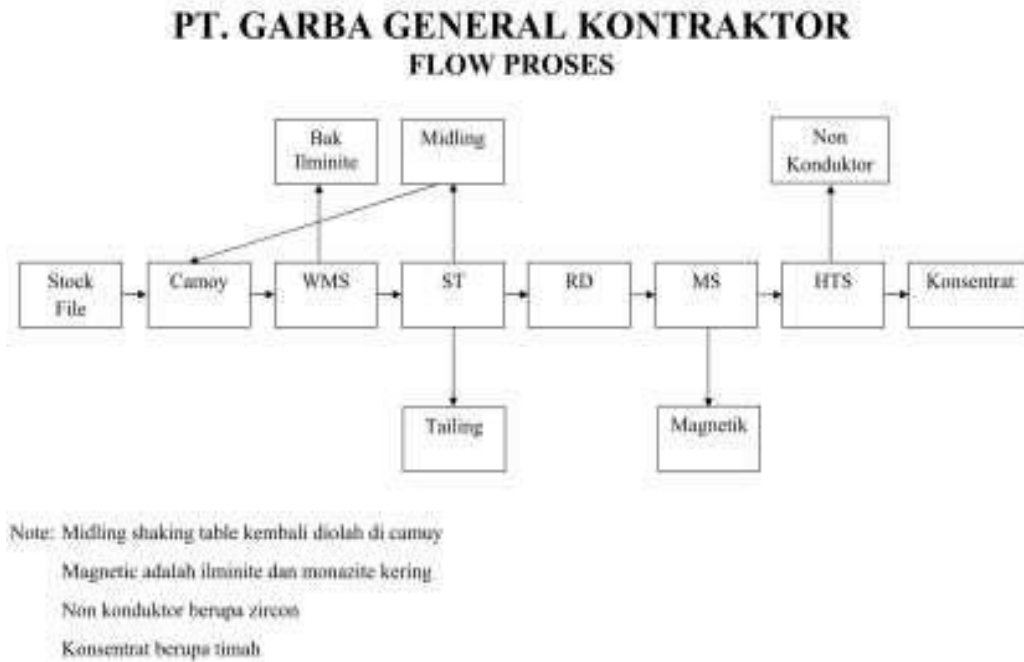 PT. GARBA GENERAL KONTRAKTOR
FLOW PROSES
Bak
Ilminite
Midling
Non
Konduktor
Stock
File
Camoy
WMS
ST
RD
MS
HTS
Konsentrat
Tailing
Magnetik
Note: Midling shaking table kembali diolah di camuy
Magnetic adalah ilminite dan monazite kering
Non konduktor berupa zircon
Konsentrat berupa timah